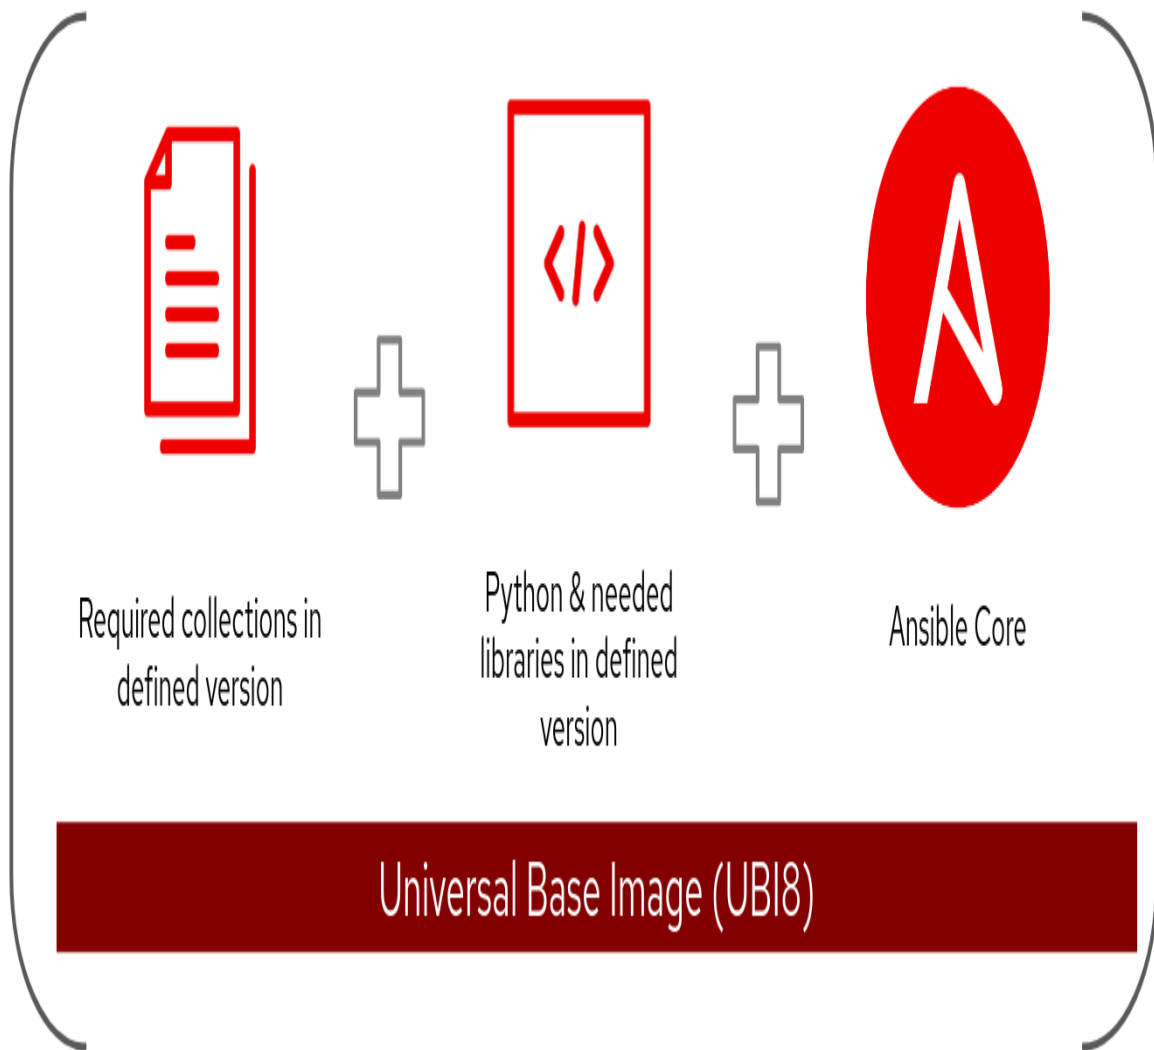 Required collections in
defined version
Python & needed
libraries in defined
version
Ansible Core
Universal Base Image (UBI8)